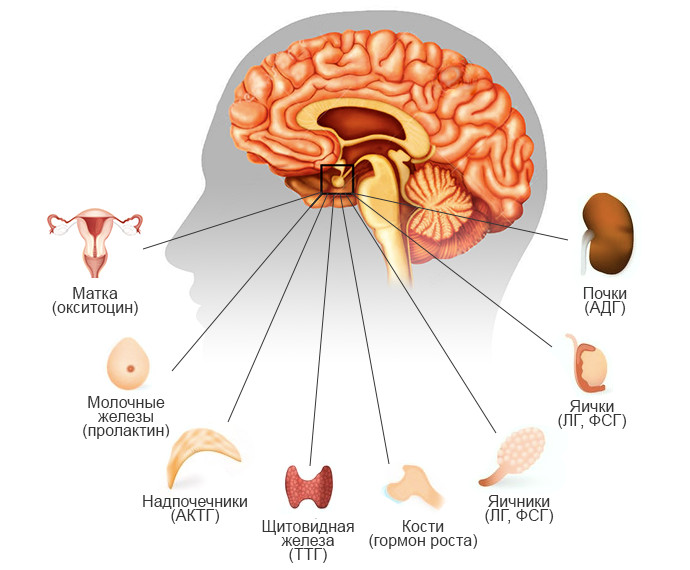 Матка
(окситоцин)
Молочные
железы
(пролактин)
Надпочечники
(АКТГ)
Щитовидная
железа
(ТТГ)
Кости
(гормон роста)
Яичники
(ЛГ, ФСГ)
Яички
(ЛГ, ФСГ)
Почки
(АДГ)